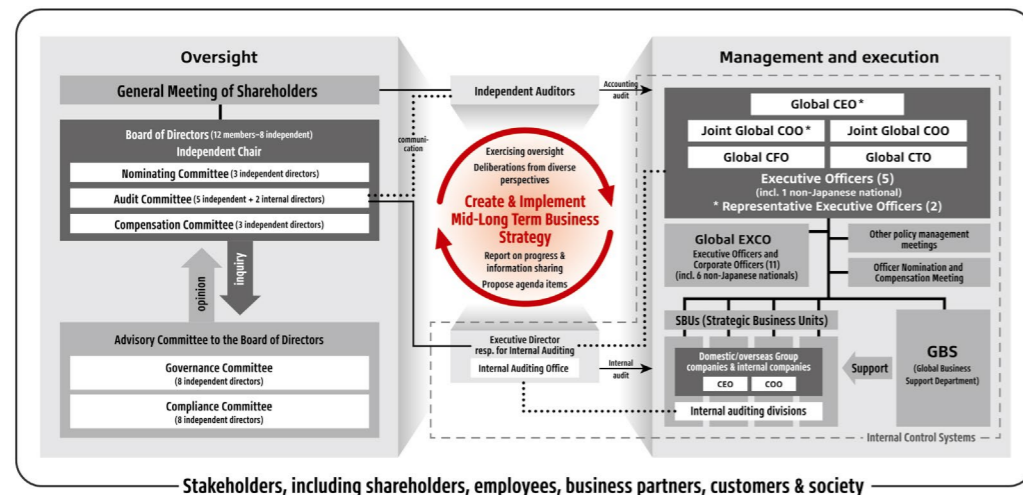 Oversight
General Meeting of Shareholders
Board of Directors (12 members–8 independent)
Independent Chair
Nominating Committee (3 independent directors)
Audit Committee (5 independent + 2 internal directors)
Compensation Committee (3 independent directors)
opinion
inquiry
Advisory Committee to the Board of Directors
Governance Committee
(8 independent directors)
Compliance Committee
(8 independent directors)
Independent Auditors
Accounting
audit
communi-
cation
Exercising oversight
Deliberations from diverse
perspectives
Create & Implement
Mid-Long Term Business
Strategy
Report on progress &
information sharing
Propose agenda items
Executive Director
resp. for Internal Auditing
Internal Auditing Office
Internal
audit
Management and execution
Global CEO*
Joint Global COO*
Joint Global COO
Global CFO
Global CTO
Executive Officers (5)
(incl. 1 non-Japanese national)
* Representative Executive Officers (2)
Global EXCO
Executive Officers and
Corporate Officers (11)
(incl. 6 non-Japanese nationals)
Other policy management
meetings
Officer Nomination and
Compensation Meeting
SBUs (Strategic Business Units)
Domestic/overseas Group
companies & internal companies
CEO
COO
Internal auditing divisions
Support
GBS
(Global Business
Support Department)
Internal Control Systems
Stakeholders, including shareholders, employees, business partners, customers & society